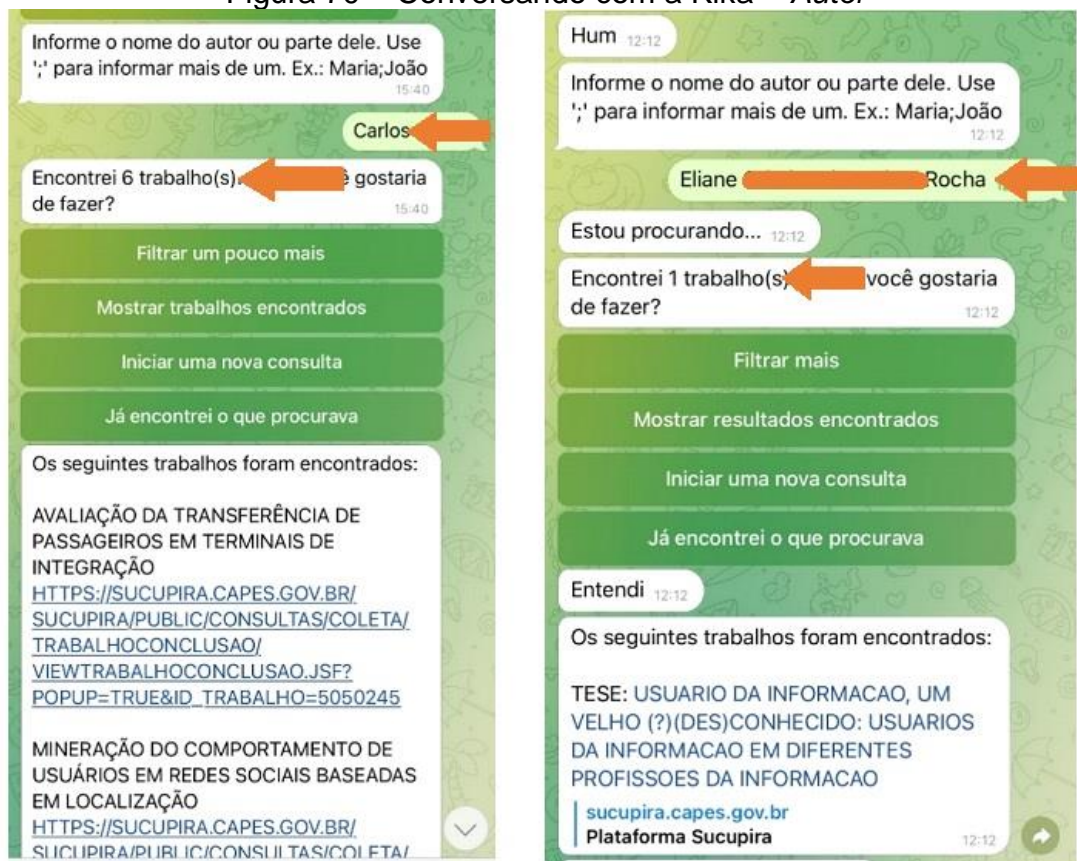 Informe o nome do autor ou parte dele. Use
';' para informar mais de um. Ex.: Maria;João
15:40
Carlos
Encontrei 6 trabalho(s). ê gostaria
de fazer?
15:40
Filtrar um pouco mais
Mostrar trabalhos encontrados
Iniciar uma nova consulta
Já encontrei o que procurava
Os seguintes trabalhos foram encontrados:
AVALIAÇÃO DA TRANSFERÊNCIA DE
PASSAGEIROS EM TERMINAIS DE
INTEGRAÇÃO
HTTPS://SUCUPIRA.CAPES.GOV.BR/
SUCUPIRA/PUBLIC/CONSULTAS/COLETA/
TRABALHOCONCLUSAO/
VIEWTRABALHOCONCLUSAO.JSF?
POPUP=TRUE&ID_TRABALHO=5050245
MINERAÇÃO DO COMPORTAMENTO DE
USUÁRIOS EM REDES SOCIAIS BASEADAS
EM LOCALIZAÇÃO
HTTPS://SUCUPIRA.CAPES.GOV.BR/
SUCUPIRA/PUBLIC/CONSULTAS/COLETA/
Hum 12:12
Informe o nome do autor ou parte dele. Use
';' para informar mais de um. Ex.: Maria;João
12:12
Eliane Rocha
Estou procurando... 12:12
Encontrei 1 trabalho(s) você gostaria
de fazer?
12:12
Filtrar mais
Mostrar resultados encontrados
Iniciar uma nova consulta
Já encontrei o que procurava
Entendi 12:12
Os seguintes trabalhos foram encontrados:
TESE: USUARIO DA INFORMACAO, UM
VELHO (?)(DES)CONHECIDO: USUARIOS
DA INFORMACAO EM DIFERENTES
PROFISSOES DA INFORMACAO
sucupira.capes.gov.br
Plataforma Sucupira
12:12